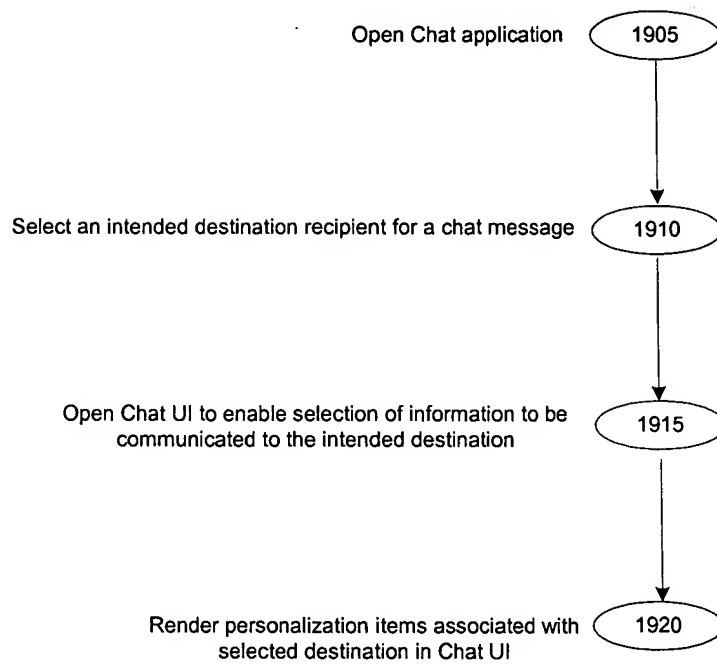 Open Chat application 1905
Select an intended destination recipient for a chat message 1910
Open Chat UI to enable selection of information to be
communicated to the intended destination
1915
Render personalization items associated with
selected destination in Chat UI
1920